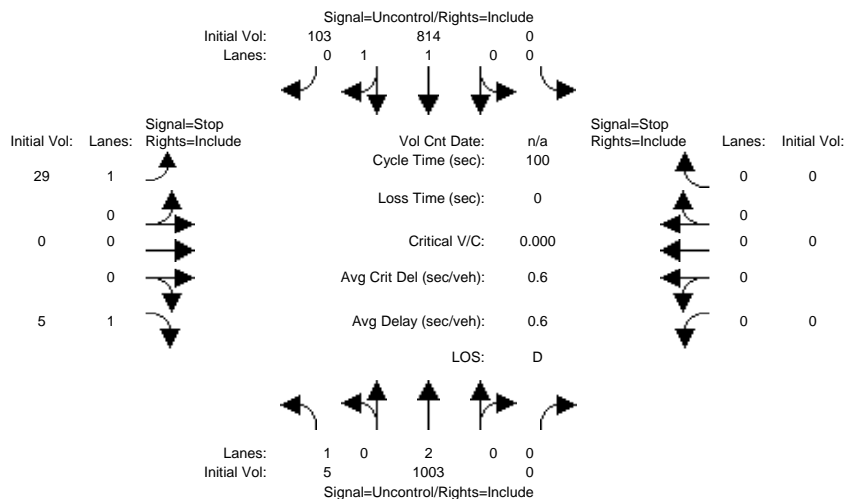 Signal=Uncontrol/Rights=Include
Initial Vol: 103 814 0
Lanes: 0 1 1 0 0
Signal=Stop Signal=Stop
Initial Vol: Lanes: Rights=Include Vol Cnt Date: n/a Rights=Include Lanes: Initial Vol:
Cycle Time (sec): 100
29 1 0 0
Loss Time (sec): 0
0 0
0 0 Critical V/C: 0.000 0 0
0 Avg Crit Del (sec/veh): 0.6 0
5 1 Avg Delay (sec/veh): 0.6 0 0
LOS: D
Lanes: 1 0 2 0 0
Initial Vol: 5 1003 0
Signal=Uncontrol/Rights=Include